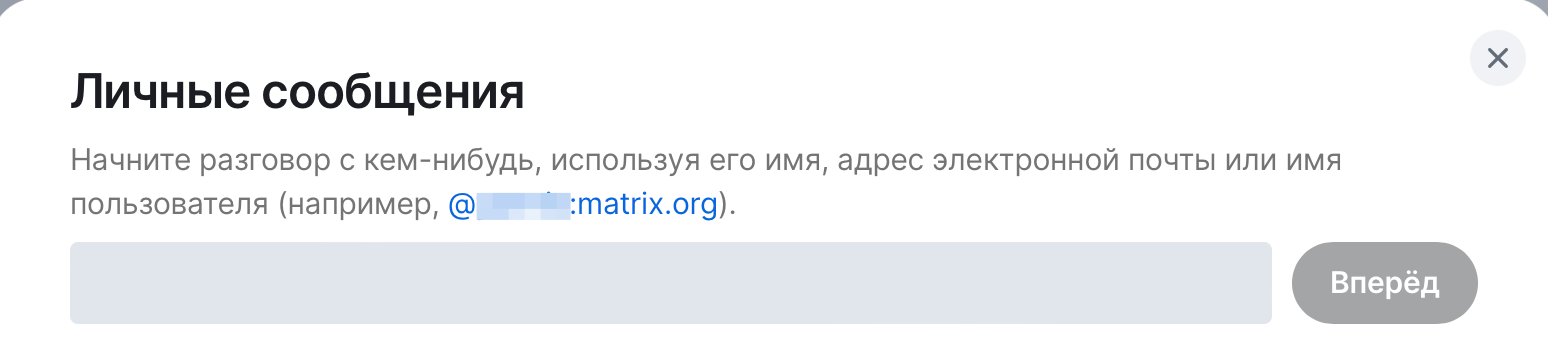 Личные сообщения
Начните разговор с кем-нибудь, используя его имя, адрес электронной почты или имя
пользователя (например, @:matrix.org).
Вперёд